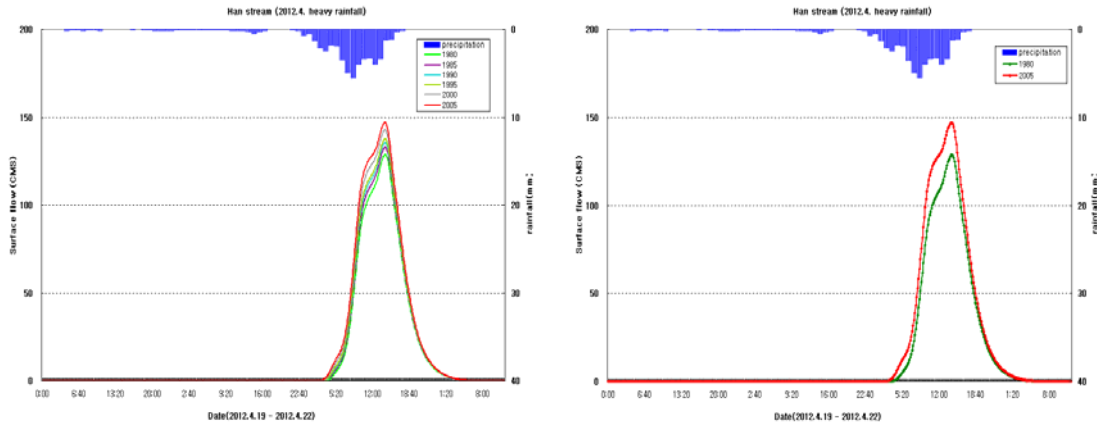 Han stream (2012.4. heavy rainfall)
200
150
100
50
0
Surface flow (CMS)
0
10
20
30
40
rainfall(mm)
precipitation
1980
1985
1990
1995
2000
2005
0:00 6:40 13:20 20:00 2:40 9:20 16:00 22:40 5:20 12:00 18:40 1:20 8:00
Date(2012.4.19 - 2012.4.22)
Han stream (2012.4. heavy rainfall)
200
150
100
50
0
Surface flow (CMS)
0
10
20
30
40
rainfall(mm)
precipitation
1980
2005
0:00 6:40 13:20 20:00 2:40 9:20 16:00 22:40 5:20 12:00 18:40 1:20 8:00
Date(2012.4.19 - 2012.4.22)